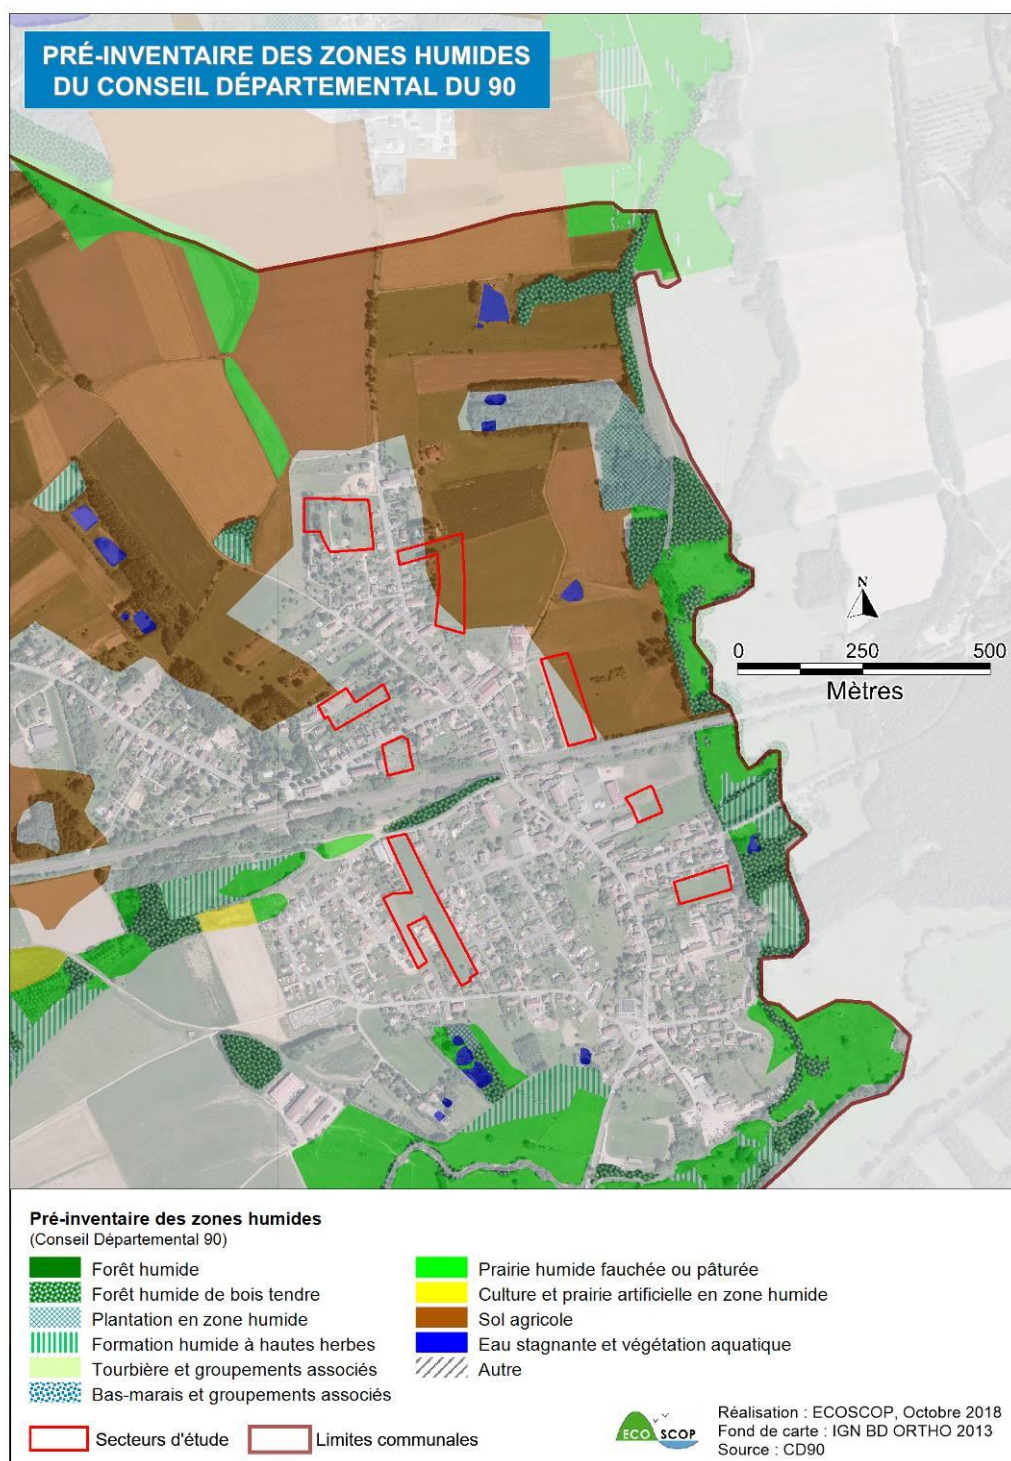 PRÉ-INVENTAIRE DES ZONES HUMIDES
DU CONSEIL DÉPARTEMENTAL DU 90
N
0 250 500
Mètres
Pré-inventaire des zones humides
(Conseil Départemental 90)
Forêt humide
Forêt humide de bois tendre
Plantation en zone humide
Formation humide à hautes herbes
Tourbière et groupements associés
Bas-marais et groupements associés
Prairie humide fauchée ou pâturée
Culture et prairie artificielle en zone humide
Sol agricole
Eau stagnante et végétation aquatique
Autre
Secteurs d'étude
Limites communales
ECO SCOP
Réalisation : ECOSCOP, Octobre 2018
Fond de carte : IGN BD ORTHO 2013
Source : CD90